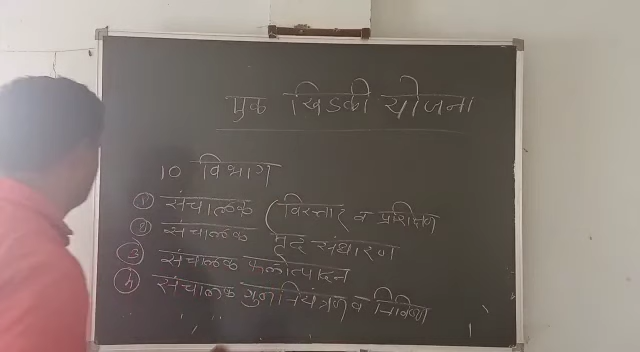 एक खिडकी योजना
10 विभाग
① संचालक (विस्तार व प्रशिक्षण
② संचालक मृद संधारण
③ संचालक फलोत्पादन
④ संचालक गुणनियंत्रण व निविष्ठा